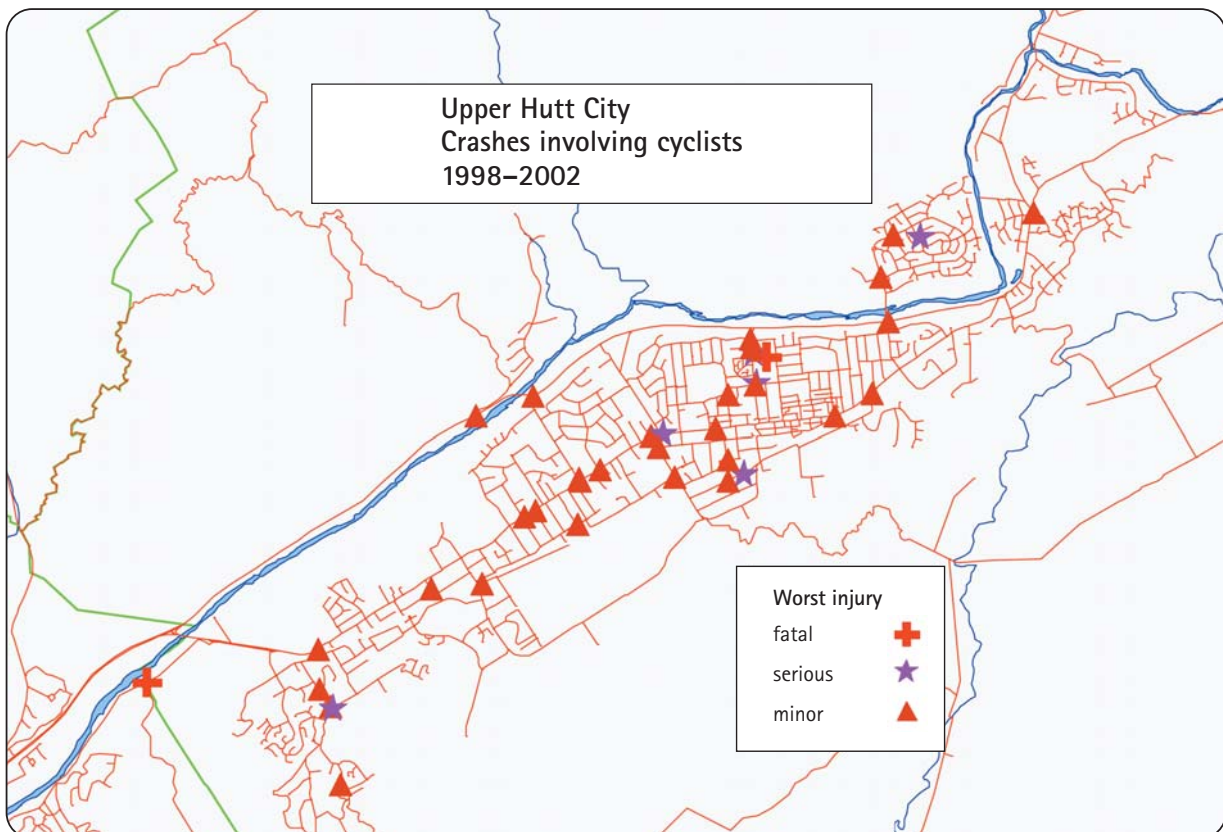 Upper Hutt City
Crashes involving cyclists
1998–2002
Worst injury
fatal
serious
minor